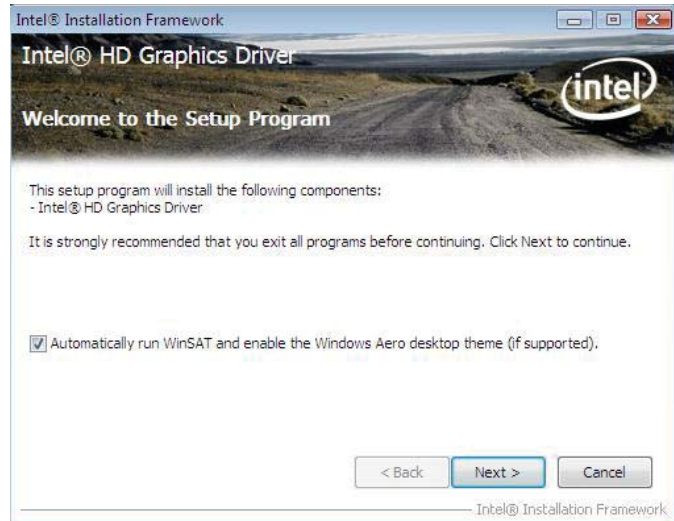 Intel® Installation Framework
Intel® HD Graphics Driver
intel
Welcome to the Setup Program
This setup program will install the following components:
- Intel® HD Graphics Driver
It is strongly recommended that you exit all programs before continuing. Click Next to continue.
Automatically run WinSAT and enable the Windows Aero desktop theme (if supported).
< Back Next > Cancel
Intel® Installation Framework